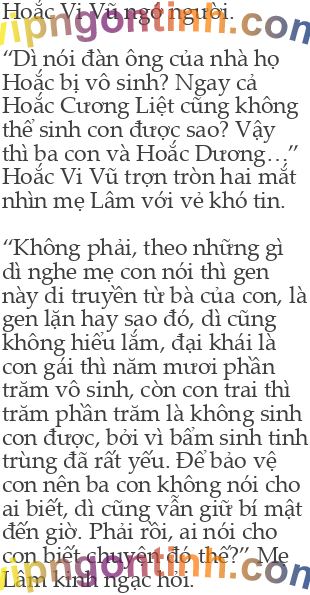 Hoắc Vi Vũ ngớ người.
“Dì nói đàn ông của nhà họ
Hoắc bị vô sinh? Ngay cả
Hoắc Cương Liệt cũng không
thể sinh con được sao? Vậy
thì ba con và Hoắc Dương…”
Hoắc Vi Vũ trợn tròn hai mắt
nhìn mẹ Lâm với vẻ khó tin.
“Không phải, theo những gì
dì nghe mẹ con nói thì gen
này di truyền từ bà của con, là
gen lặn hay sao đó, dì cũng
không hiểu lắm, đại khái là
con gái thì năm mươi phần
trăm vô sinh, còn con trai thì
trăm phần trăm là không sinh
con được, bởi vì bẩm sinh tinh
trùng đã rất yếu. Để bảo vệ
con nên ba con không nói cho
ai biết, dì cũng vẫn giữ bí mật
đến giờ. Phải rồi, ai nói cho
con biết chuyện đó thế?” Mẹ
Lâm kinh ngạc hỏi.
vipngontinh.com
vipngontinh.com